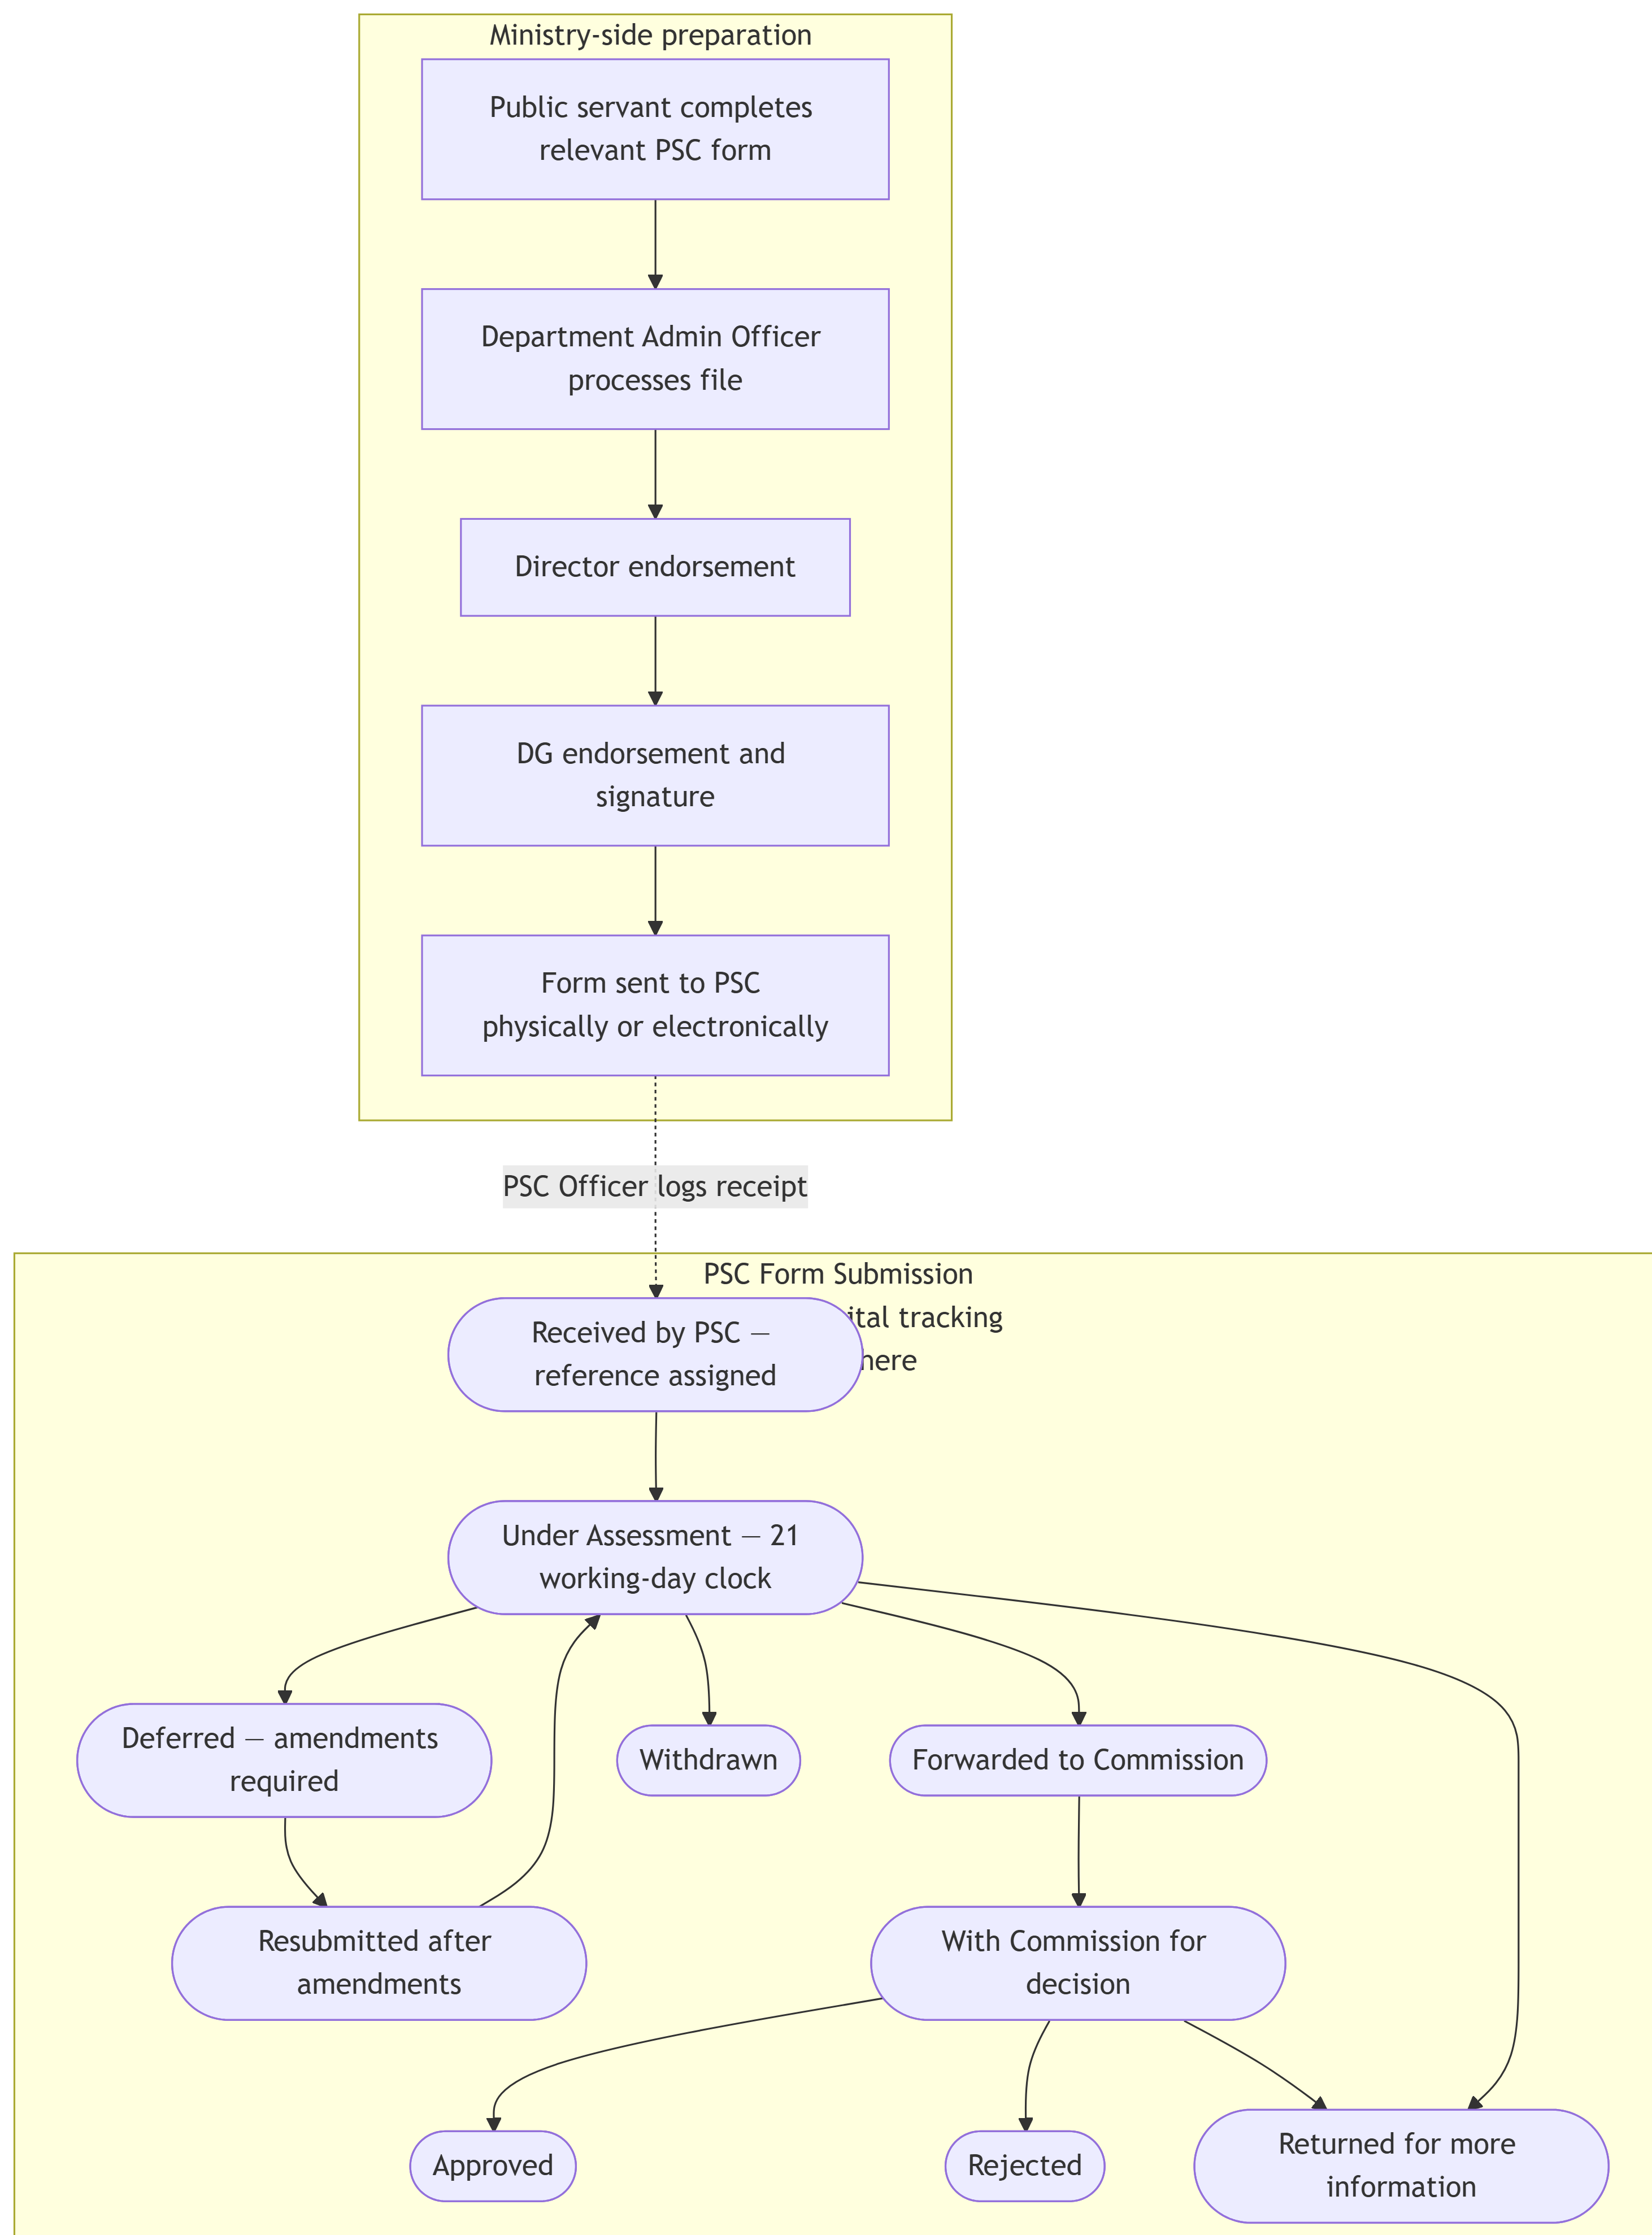 Ministry-side preparation
Public servant completes
relevant PSC form
Department Admin Officer
processes file
Director endorsement
DG endorsement and
signature
Form sent to PSC
physically or electronically
PSC Officer logs receipt
PSC Form Submission
tracking
Received by PSC —
reference assigned
Under Assessment — 21
working-day clock
Deferred — amendments
required
Withdrawn
Forwarded to Commission
Resubmitted after
amendments
With Commission for
decision
Approved
Rejected
Returned for more
information